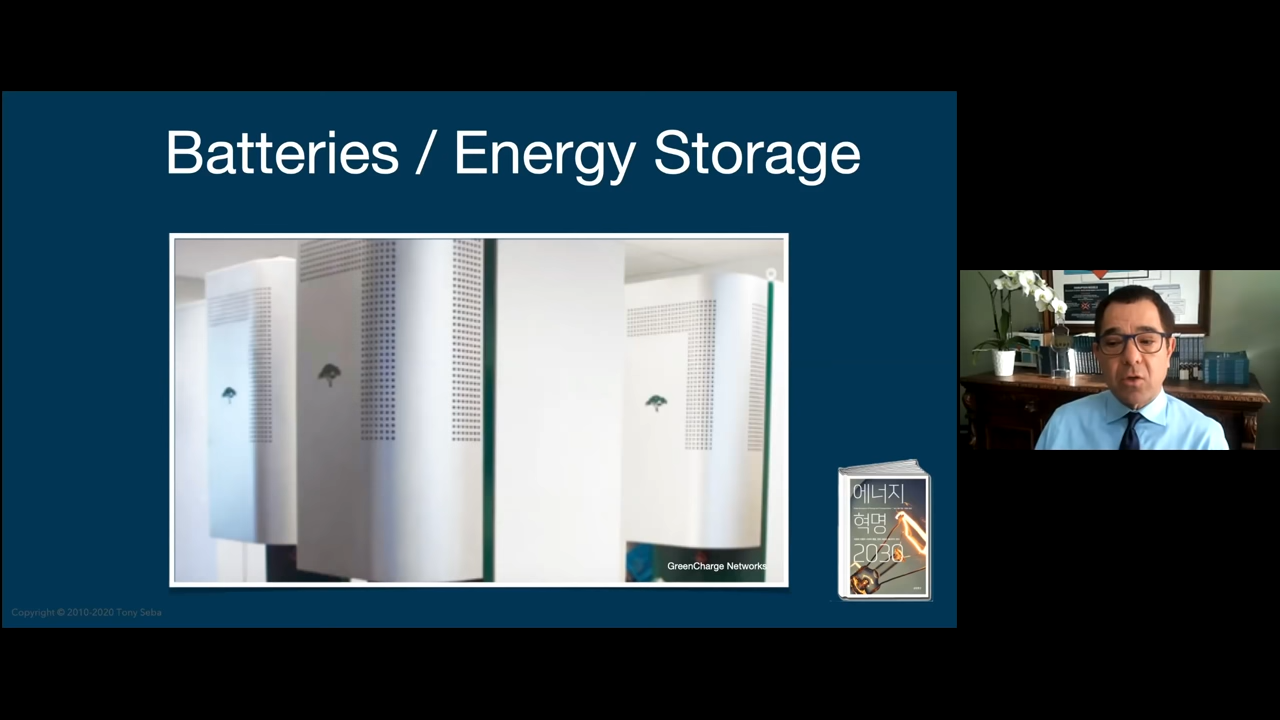 Batteries / Energy Storage
GreenCharge Networks
에너지
혁명
2030
Copyright © 2010-2020 Tony Seba